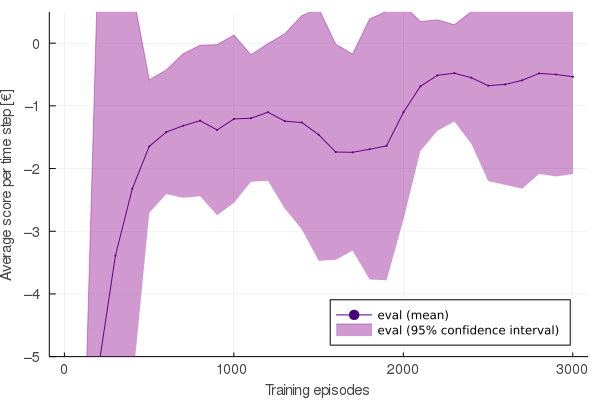 Average score per time step [€]
0
−1
−2
−3
−4
−5
0
1000
2000
3000
Training episodes
eval (mean)
eval (95% confidence interval)